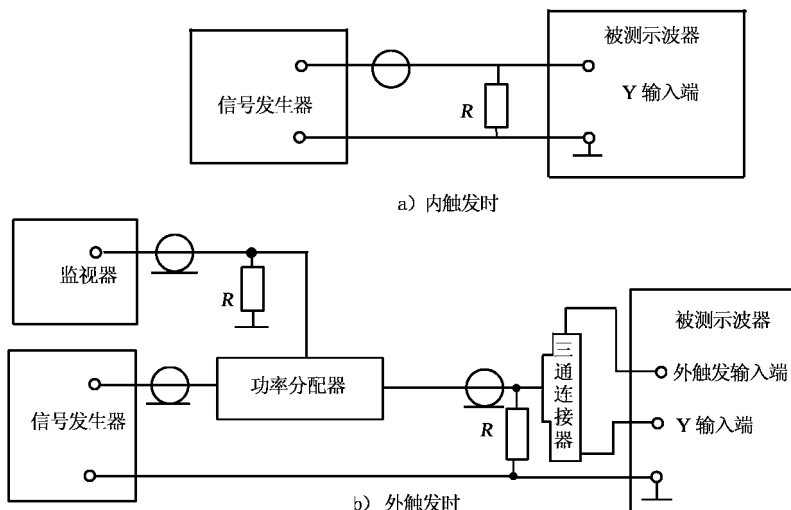 被测示波器
信号发生器
Y 输入端
R
a) 内触发时
监视器
R
被测示波器
三通连接器
外触发输入端
功率分配器
信号发生器
R
Y 输入端
b) 外触发时